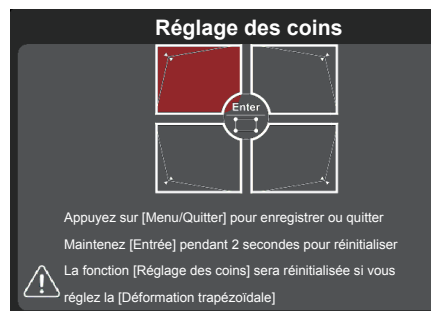 Réglage des coins
Enter
Appuyez sur [Menu/Quitter] pour enregistrer ou quitter
Maintenez [Entrée] pendant 2 secondes pour réinitialiser
La fonction [Réglage des coins] sera réinitialisée si vous
réglez la [Déformation trapézoïdale]